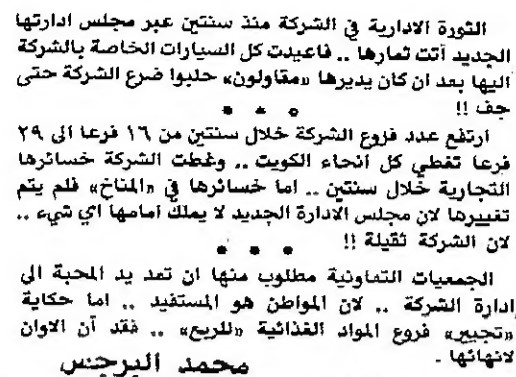 الثورة الادارية في الشركة منذ سنتين عبر مجلس ادارتها
الجديد أتت ثمارها .. فاعيدت كل السيارات الخاصة بالشركة
اليها بعد ان كان يديرها «مقاولون» حلبوا ضرع الشركة حتى
جف !!
• • •
ارتفع عدد فروع الشركة خلال سنتين من ١٦ فرعا الى ٢٩
فرعا تغطي كل انحاء الكويت .. وغطت الشركة خسائرها
التجارية خلال سنتين .. اما خسائرها في «المناخ» فلم يتم
تغييرها لان مجلس الادارة الجديد لا يملك امامها اي شيء ..
لان الشركة ثقيلة !!
• • •
الجمعيات التعاونية مطلوب منها ان تمد يد المحبة الى
إدارة الشركة .. لان المواطن هو المستفيد .. اما حكاية
«تجيير» فروع المواد الغذائية «للربع» .. فقد آن الاوان
لانهائها .
محمد البرجس